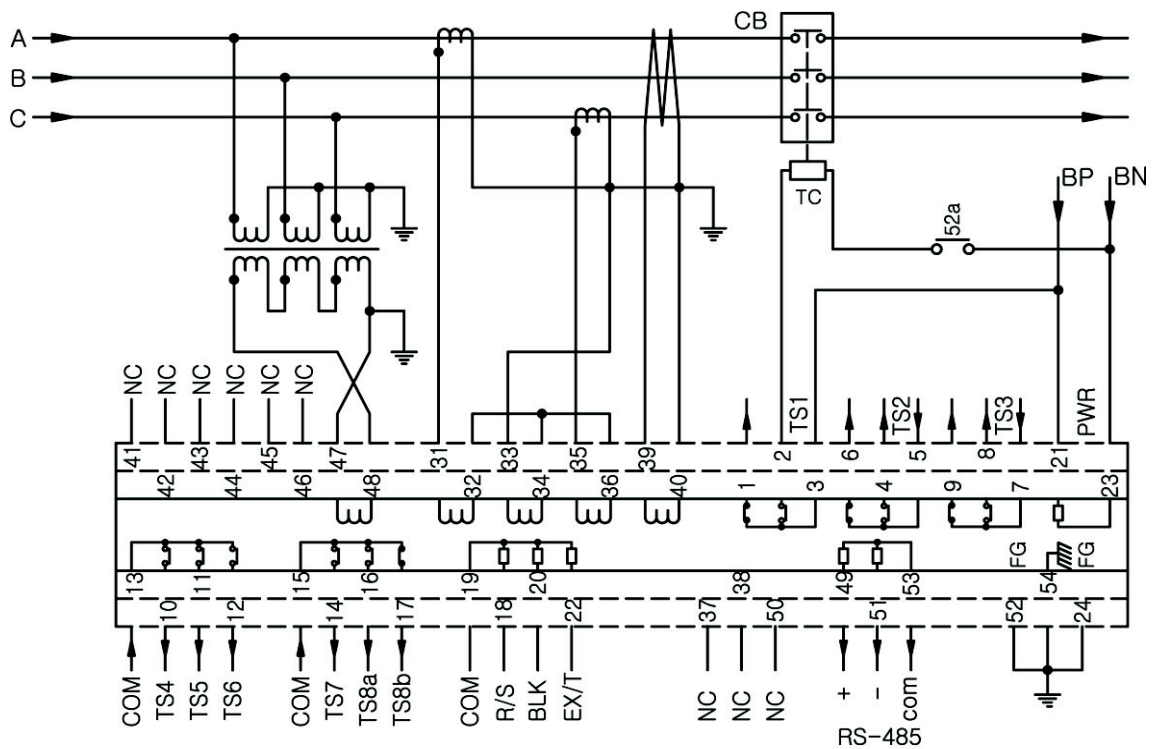 CB
A
B
C
BP
BN
TC
52a
NC
NC
NC
NC
NC
NC
TS1
TS2
TS3
PWR
41
43
45
47
31
33
35
39
2
6
5
8
21
42
44
46
48
32
34
36
40
1
3
4
9
7
23
FG
FG
13
11
15
16
19
20
38
49
53
54
10
12
14
17
18
22
37
50
51
52
24
COM
TS4
TS5
TS6
COM
TS7
TS8a
TS8b
COM
R/S
BLK
EX/T
NC
NC
NC
+
-
com
RS-485